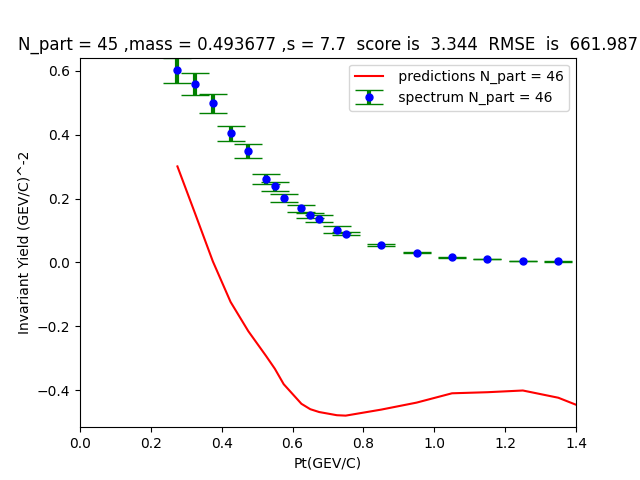 N_part = 45 ,mass = 0.493677 ,s = 7.7  score is  3.344  RMSE  is  661.987
predictions N_part = 46
spectrum N_part = 46
Invariant Yield (GEV/C)^-2
0.6
0.4
0.2
0.0
−0.2
−0.4
0.0 0.2 0.4 0.6 0.8 1.0 1.2 1.4
Pt(GEV/C)